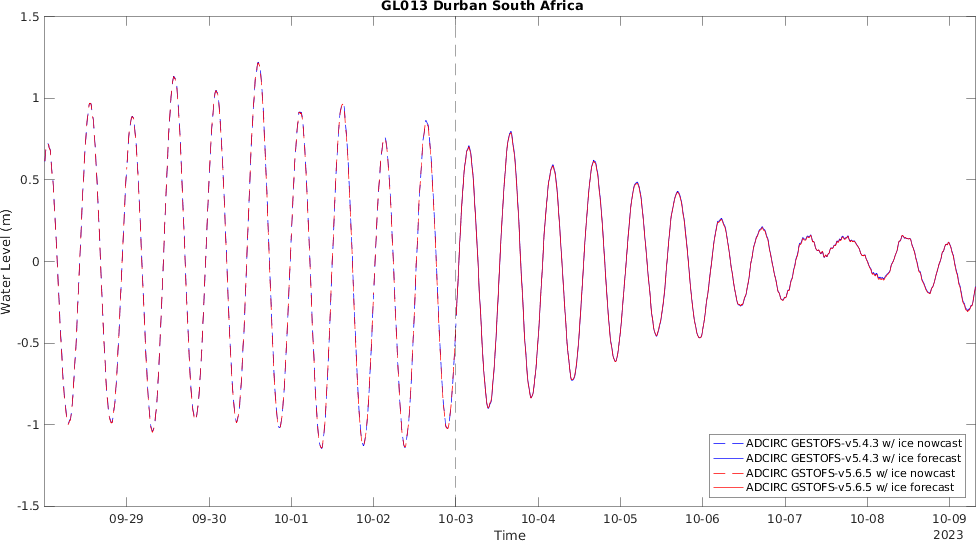 GL013 Durban South Africa
1.5
1
0.5
0
-0.5
-1
-1.5
Water Level (m)
ADCIRC GESTOFS-v5.4.3 w/ ice nowcast
ADCIRC GESTOFS-v5.4.3 w/ ice forecast
ADCIRC GSTOFS-v5.6.5 w/ ice nowcast
ADCIRC GSTOFS-v5.6.5 w/ ice forecast
09-29 09-30 10-01 10-02 10-03 10-04 10-05 10-06 10-07 10-08 10-09
Time
2023